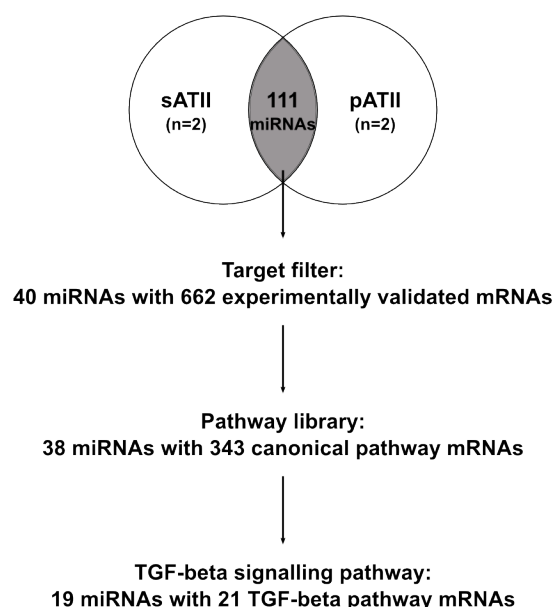 sATII
(n=2)
111
miRNAs
pATII
(n=2)
Target filter:
40 miRNAs with 662 experimentally validated mRNAs
Pathway library:
38 miRNAs with 343 canonical pathway mRNAs
TGF-beta signalling pathway:
19 miRNAs with 21 TGF-beta pathway mRNAs